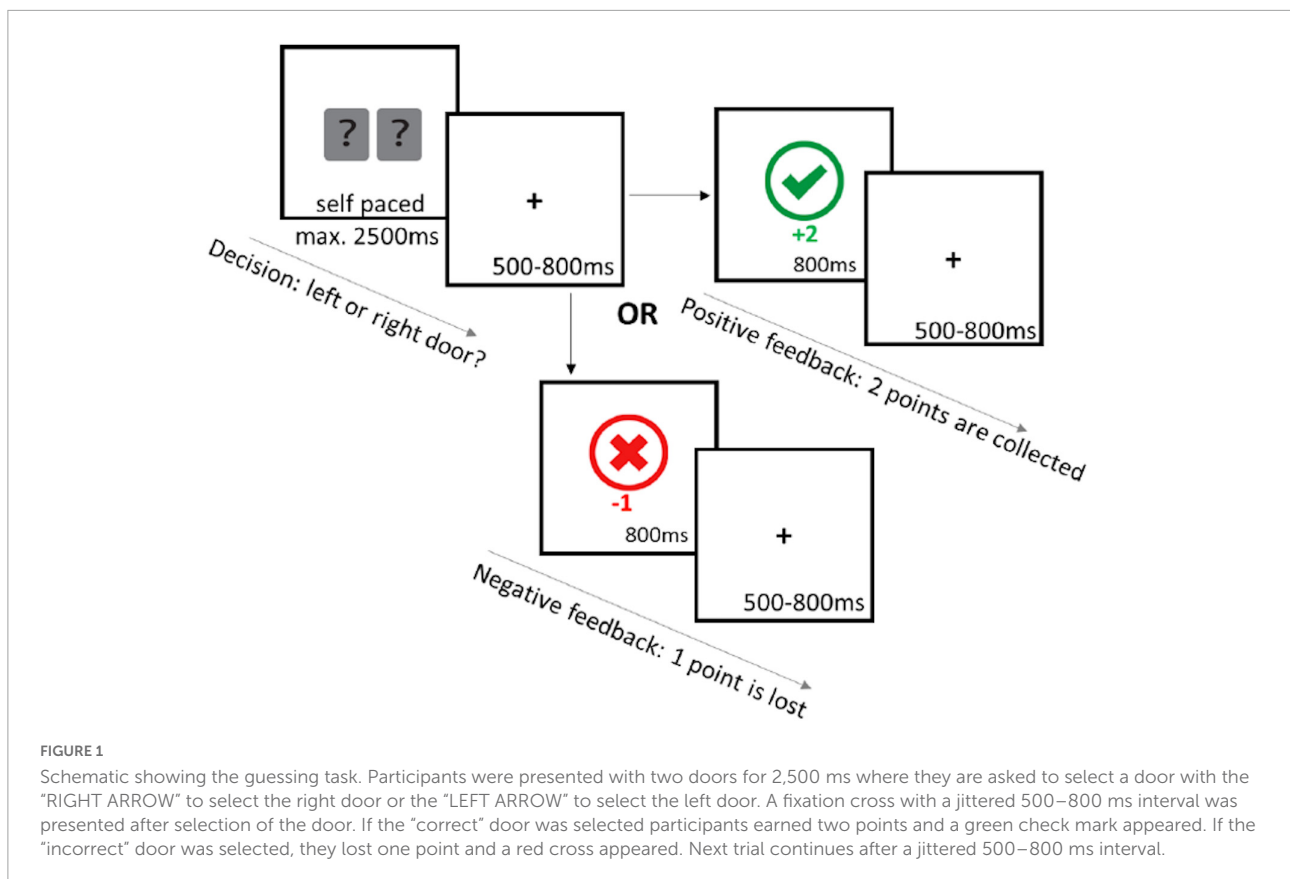 ? ?
self paced
max. 2500ms
Decision: left or right door?
+
500-800ms
OR
+2
800ms
+
500-800ms
Positive feedback: 2 points are collected
-1
800ms
+
500-800ms
Negative feedback: 1 point is lost
FIGURE 1
Schematic showing the guessing task. Participants were presented with two doors for 2,500 ms where they are asked to select a door with the
"RIGHT ARROW" to select the right door or the "LEFT ARROW" to select the left door. A fixation cross with a jittered 500–800 ms interval was
presented after selection of the door. If the "correct" door was selected participants earned two points and a green check mark appeared. If the
"incorrect" door was selected, they lost one point and a red cross appeared. Next trial continues after a jittered 500–800 ms interval.